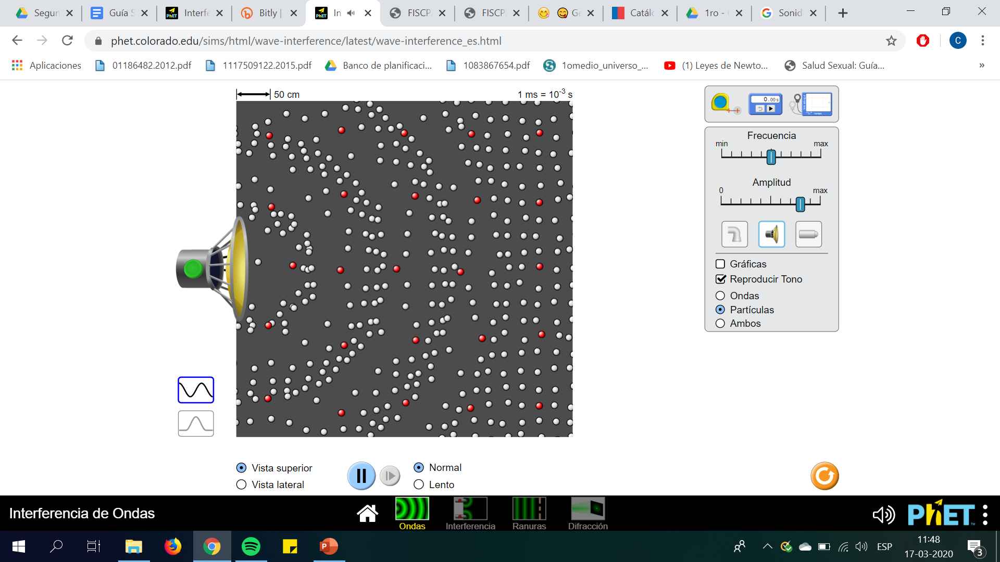 Segun
Guía S
Interfe
Bitly |
In
FISCP.
FISCP.
Ge
Catálo
1ro -
Sonid
phet.colorado.edu/sims/html/wave-interference/latest/wave-interference_es.html
C
Aplicaciones
01186482.2012.pdf
1117509122.2015.pdf
Banco de planificaci...
1083867654.pdf
1omedio_universo_...
(1) Leyes de Newto...
Salud Sexual: Guía...
»
50 cm
1 ms = 10⁻³ s
0.00 s
Frecuencia
min
max
Amplitud
0
max
Gráficas
Reproducir Tono
Ondas
Partículas
Ambos
Vista superior
Vista lateral
Normal
Lento
Interferencia de Ondas
Ondas
Interferencia
Ranuras
Difracción
PhET
ESP
11:48
17-03-2020
3